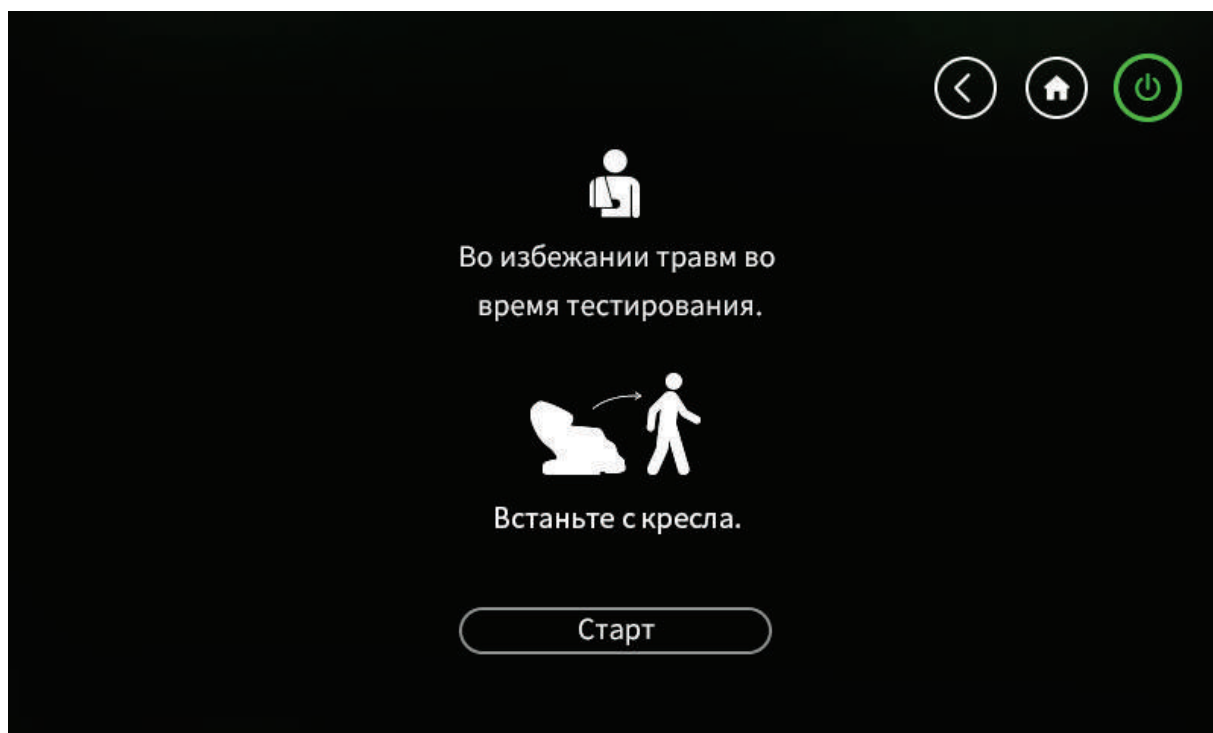 Во избежании травм во
время тестирования.
Встаньте с кресла.
Старт